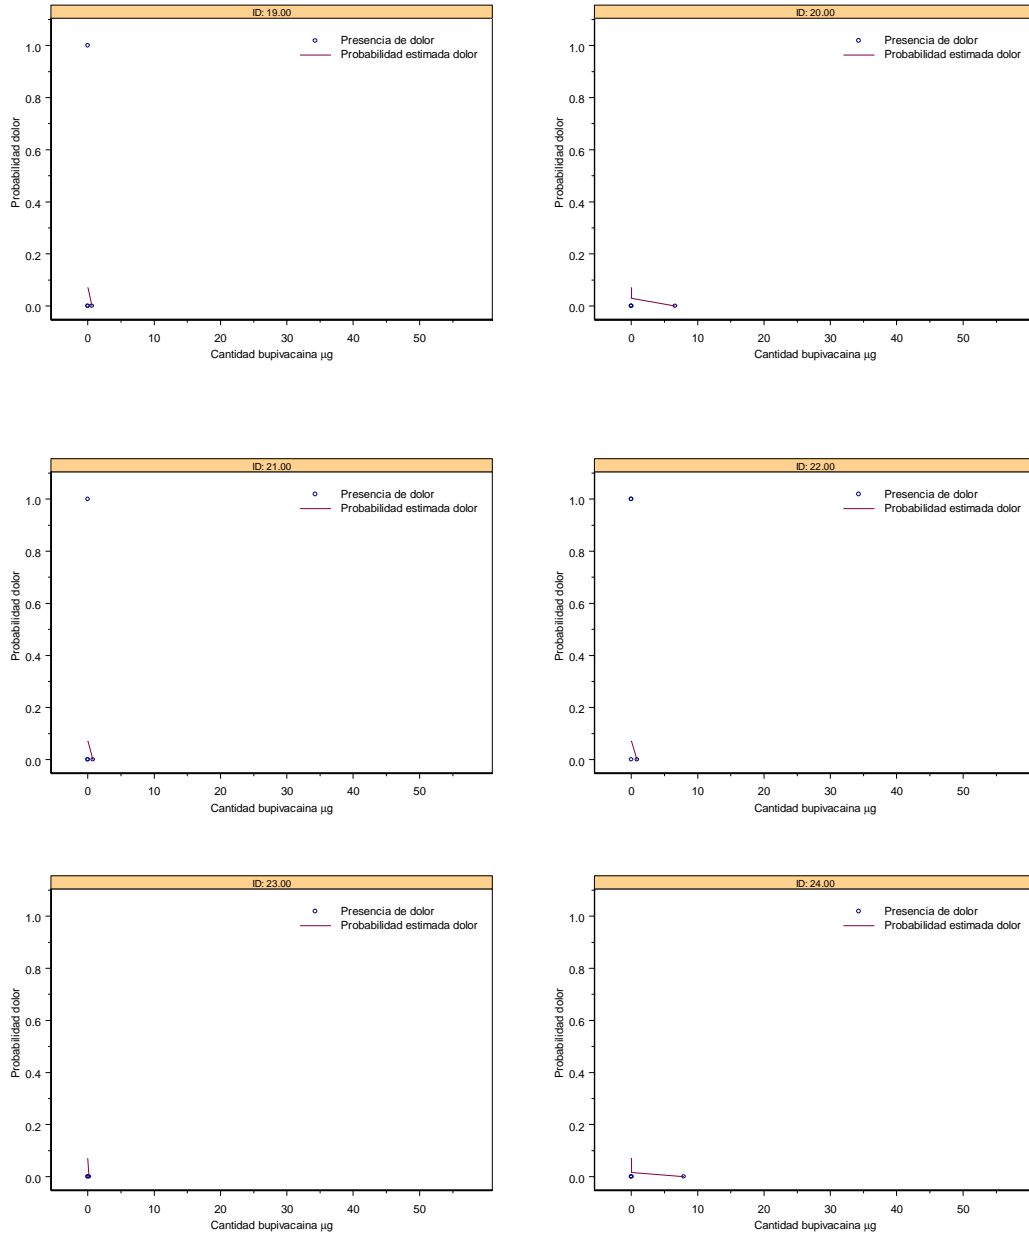 ID: 19.00
Presencia de dolor
Probabilidad estimada dolor
Probabilidad dolor
1.0
0.8
0.6
0.4
0.2
0.0
0 10 20 30 40 50
Cantidad bupivacaina µg
ID: 20.00
Presencia de dolor
Probabilidad estimada dolor
Probabilidad dolor
1.0
0.8
0.6
0.4
0.2
0.0
0 10 20 30 40 50
Cantidad bupivacaina µg
ID: 21.00
Presencia de dolor
Probabilidad estimada dolor
Probabilidad dolor
1.0
0.8
0.6
0.4
0.2
0.0
0 10 20 30 40 50
Cantidad bupivacaina µg
ID: 22.00
Presencia de dolor
Probabilidad estimada dolor
Probabilidad dolor
1.0
0.8
0.6
0.4
0.2
0.0
0 10 20 30 40 50
Cantidad bupivacaina µg
ID: 23.00
Presencia de dolor
Probabilidad estimada dolor
Probabilidad dolor
1.0
0.8
0.6
0.4
0.2
0.0
0 10 20 30 40 50
Cantidad bupivacaina µg
ID: 24.00
Presencia de dolor
Probabilidad estimada dolor
Probabilidad dolor
1.0
0.8
0.6
0.4
0.2
0.0
0 10 20 30 40 50
Cantidad bupivacaina µg